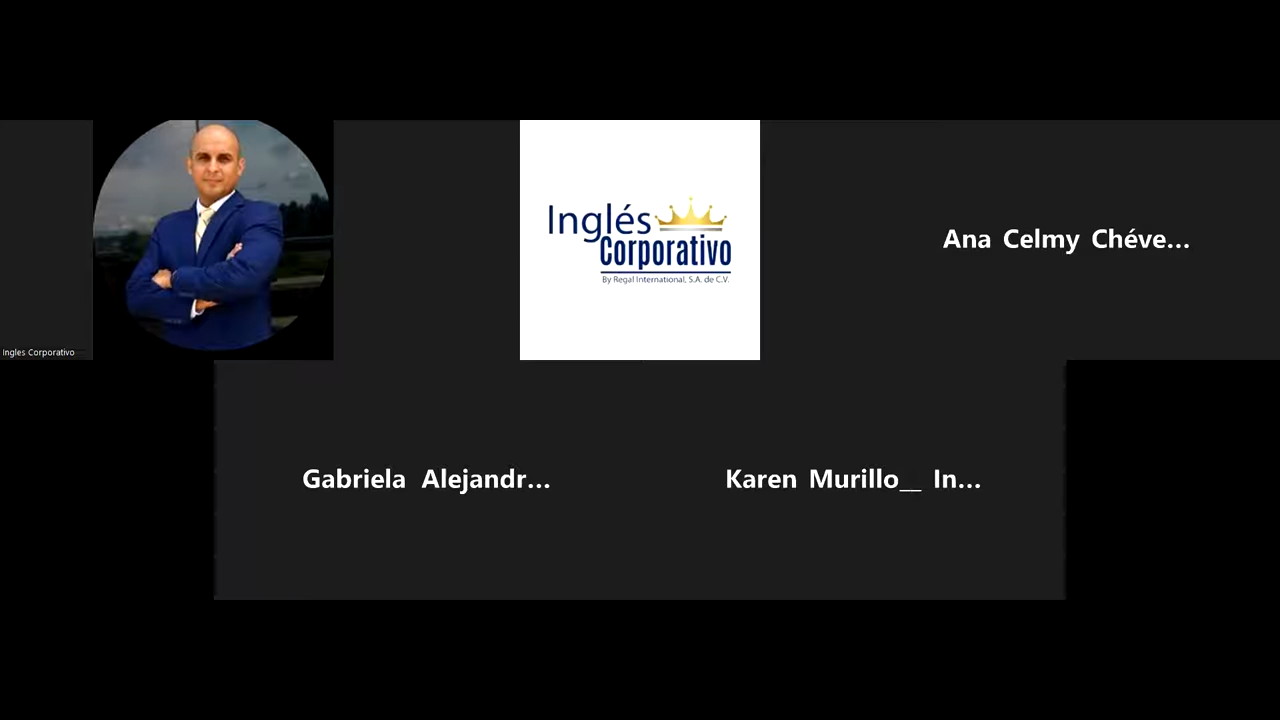 Ingles Corporativo
Inglés
Corporativo
By Regal International, S.A. de C.V.
Ana Celmy Chéve...
Gabriela Alejandr...
Karen Murillo__ In...